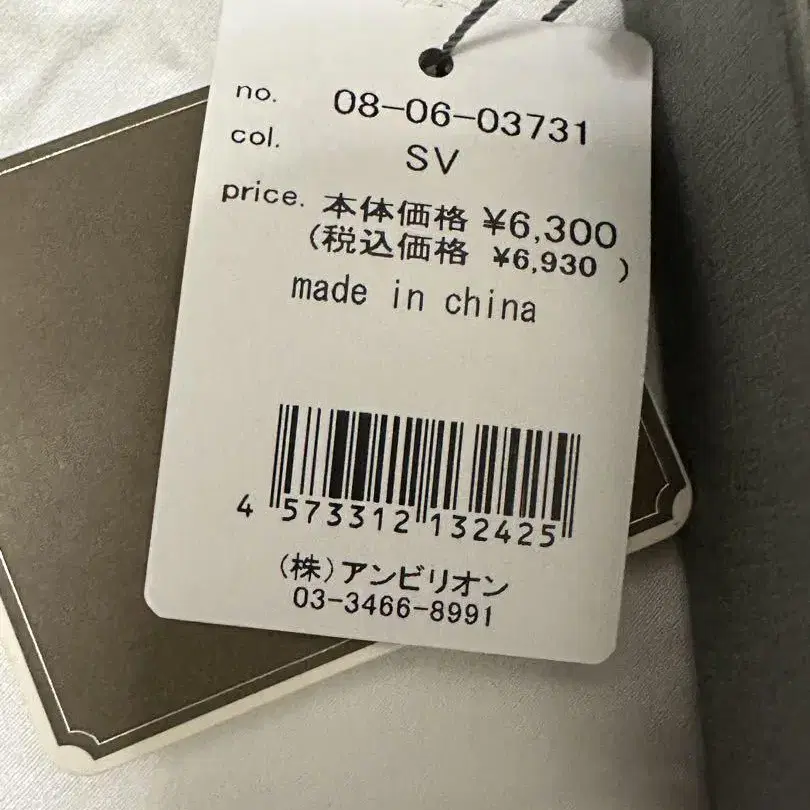 no. 08-06-03731
col. SV
price. 本体価格 ¥6,300
(税込価格 ¥6,930 )
made in china
4 573312 132425
(株)アンビリオン
03-3466-8991